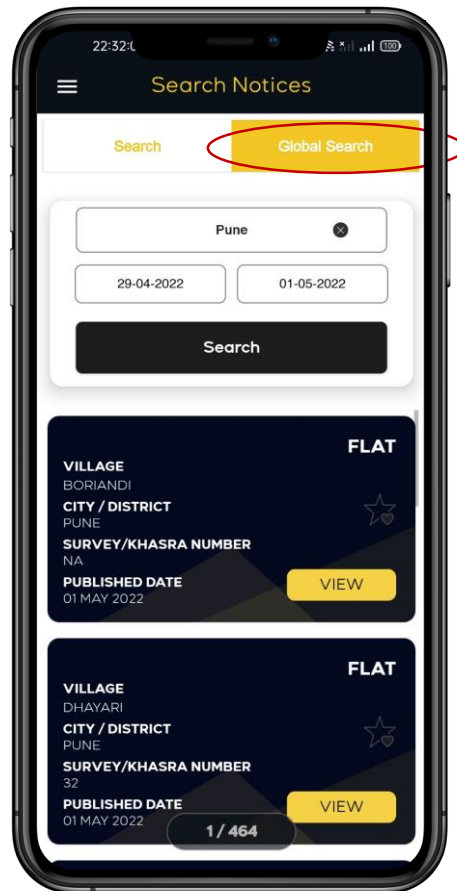 22:32:0
100
Search Notices
Search
Global Search
Pune
29-04-2022
01-05-2022
Search
FLAT
VILLAGE
BORIANDI
CITY / DISTRICT
PUNE
SURVEY/KHASRA NUMBER
NA
PUBLISHED DATE
01 MAY 2022
VIEW
FLAT
VILLAGE
DHAYARI
CITY / DISTRICT
PUNE
SURVEY/KHASRA NUMBER
32
PUBLISHED DATE
01 MAY 2022
VIEW
1 / 464